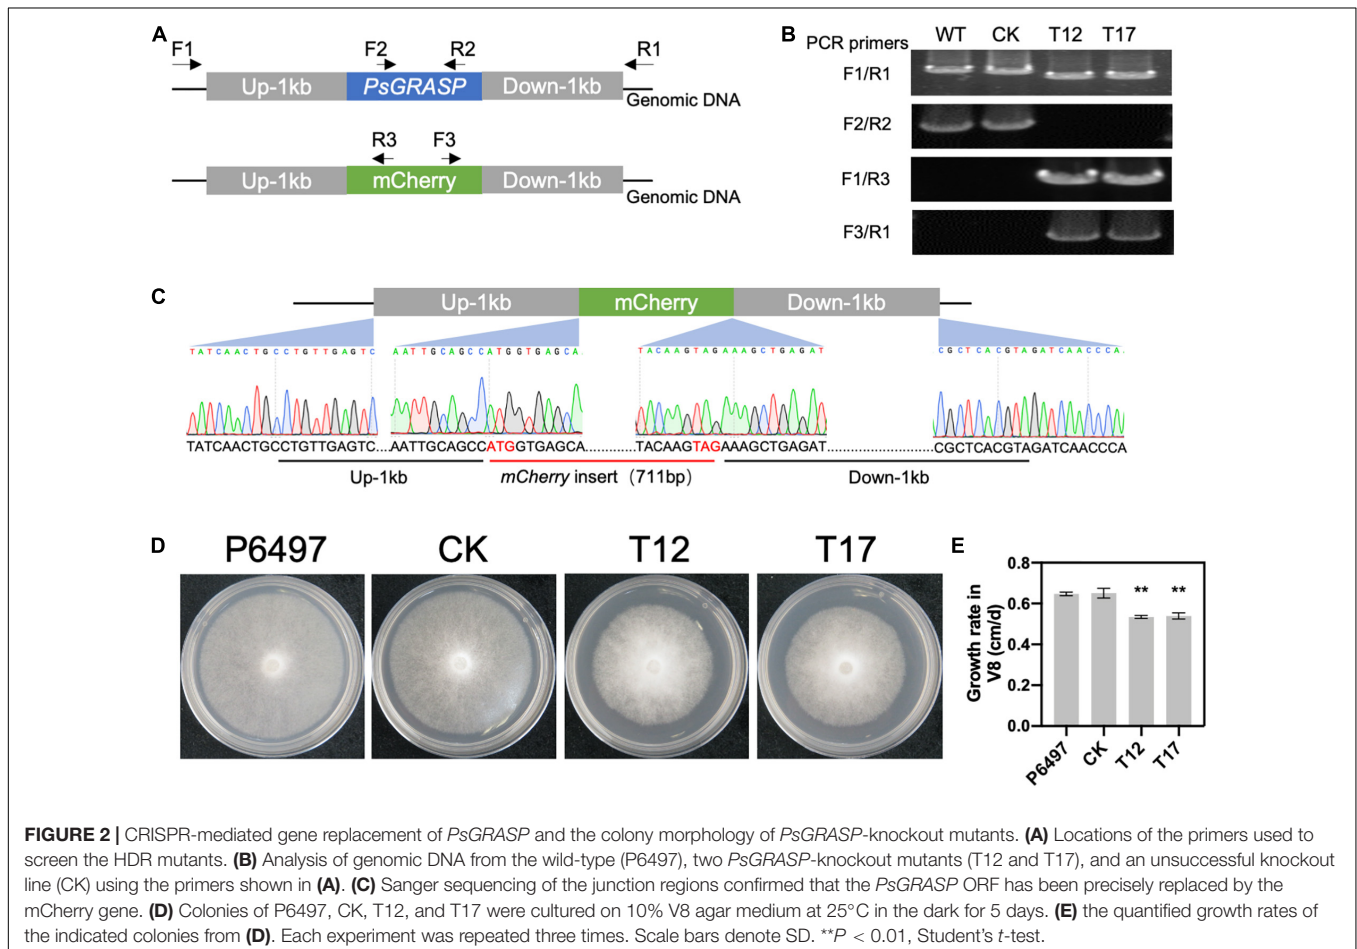 A
F1 F2 R2 R1
Up-1kb PsGRASP Down-1kb
Genomic DNA
R3 F3
Up-1kb mCherry Down-1kb
Genomic DNA
B
PCR primers WT CK T12 T17
F1/R1
F2/R2
F1/R3
F3/R1
C
Up-1kb mCherry Down-1kb
TATCAACTGCCTGTTGAGTC AATTGCAGCCATGGTGAGCA TACAAGTAGAAAGCTGAGAT CGCTCACGTAGATCAACCCA
TATCAACTGCCTGTTGAGTC...AATTGCAGCCATGGTGAGCA..........TACAAGTAGAAAGCTGAGAT.....................CGCTCACGTAGATCAACCCA
Up-1kb mCherry insert (711bp) Down-1kb
D
P6497 CK T12 T17
E
Growth rate in
V8 (cm/d)
0.8
0.6
0.4
0.2
0.0
** **
P6497 CK T12 T17
FIGURE 2 | CRISPR-mediated gene replacement of PsGRASP and the colony morphology of PsGRASP-knockout mutants. (A) Locations of the primers used to
screen the HDR mutants. (B) Analysis of genomic DNA from the wild-type (P6497), two PsGRASP-knockout mutants (T12 and T17), and an unsuccessful knockout
line (CK) using the primers shown in (A). (C) Sanger sequencing of the junction regions confirmed that the PsGRASP ORF has been precisely replaced by the
mCherry gene. (D) Colonies of P6497, CK, T12, and T17 were cultured on 10% V8 agar medium at 25°C in the dark for 5 days. (E) the quantified growth rates of
the indicated colonies from (D). Each experiment was repeated three times. Scale bars denote SD. **P < 0.01, Student's t-test.